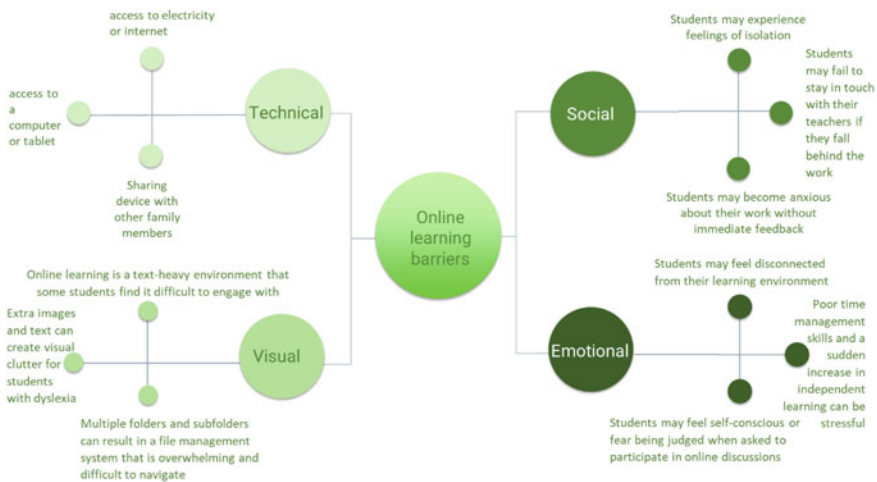 access to electricity
or internet
access to
a
computer
or tablet
Technical
Sharing
device with
other family
members
Online learning is a text-heavy environment that
some students find it difficult to engage with
Extra images
and text can
create visual
clutter for
students
with dyslexia
Visual
Multiple folders and subfolders
can result in a file management
system that is overwhelming and
difficult to navigate
Online
learning
barriers
Students may experience
feelings of isolation
Social
Students
may fail to
stay in touch
with their
teachers if
they fall
behind the
work
Students may become anxious
about their work without
immediate feedback
Students may feel disconnected
from their learning environment
Emotional
Poor time
management
skills and a
sudden
increase in
independent
learning can be
stressful
Students may feel self-conscious or
fear being judged when asked to
participate in online discussions